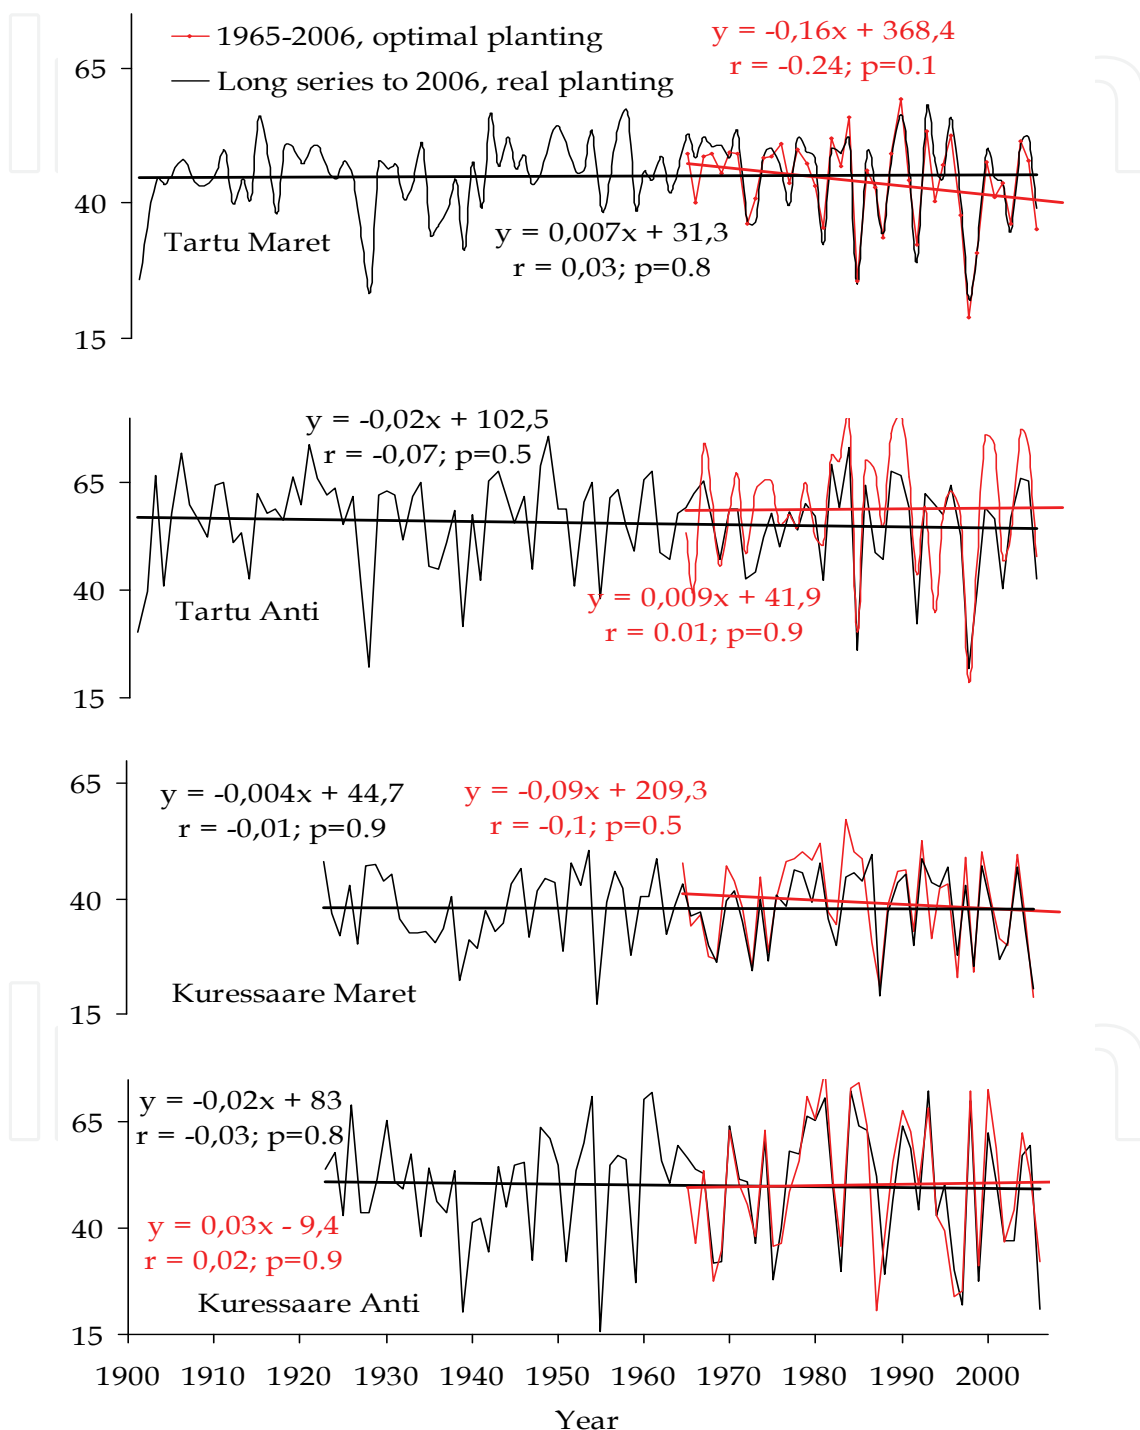 1965-2006, optimal planting
Long series to 2006, real planting
y = -0,16x + 368,4
r = -0.24; p=0.1
65
40
15
Tartu Maret
y = 0,007x + 31,3
r = 0,03; p=0.8
y = -0,02x + 102,5
r = -0,07; p=0.5
65
40
15
Tartu Anti
y = 0,009x + 41,9
r = 0.01; p=0.9
65
40
15
y = -0,004x + 44,7
r = -0,01; p=0.9
y = -0,09x + 209,3
r = -0,1; p=0.5
Kuressaare Maret
y = -0,02x + 83
r = -0,03; p=0.8
65
40
15
y = 0,03x - 9,4
r = 0,02; p=0.9
Kuressaare Anti
1900 1910 1920 1930 1940 1950 1960 1970 1980 1990 2000
Year